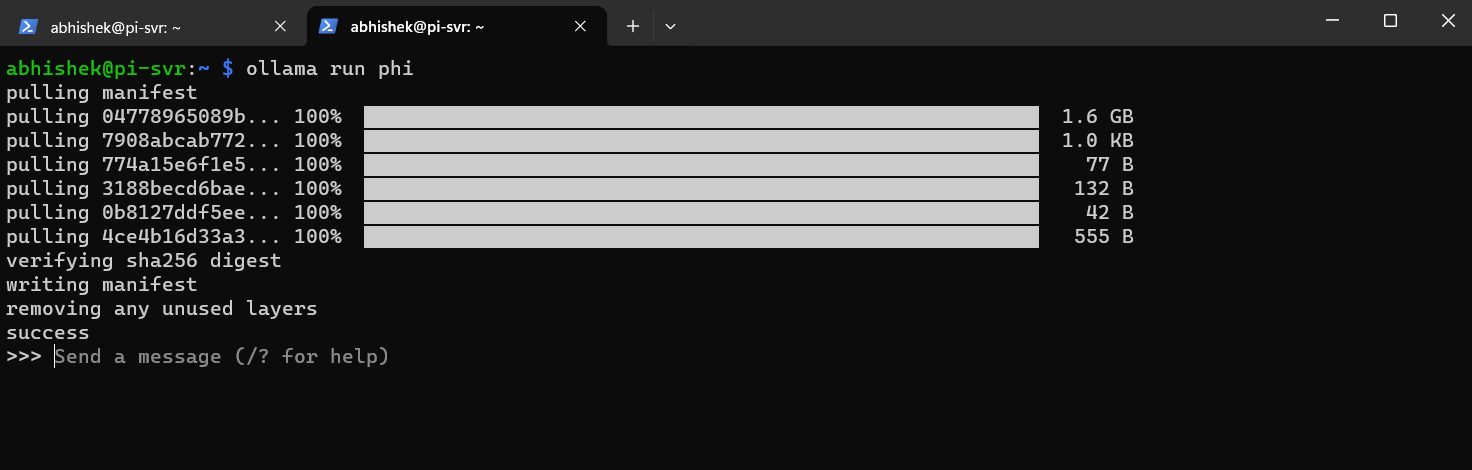 abhishek@pi-svr: ~
abhishek@pi-svr: ~
abhishek@pi-svr:~ $ ollama run phi
pulling manifest
pulling 04778965089b... 100% 1.6 GB
pulling 7908abcab772... 100% 1.0 KB
pulling 774a15e6f1e5... 100% 77 B
pulling 3188becd6bae... 100% 132 B
pulling 0b8127ddf5ee... 100% 42 B
pulling 4ce4b16d33a3... 100% 555 B
verifying sha256 digest
writing manifest
removing any unused layers
success
>>> Send a message (/? for help)